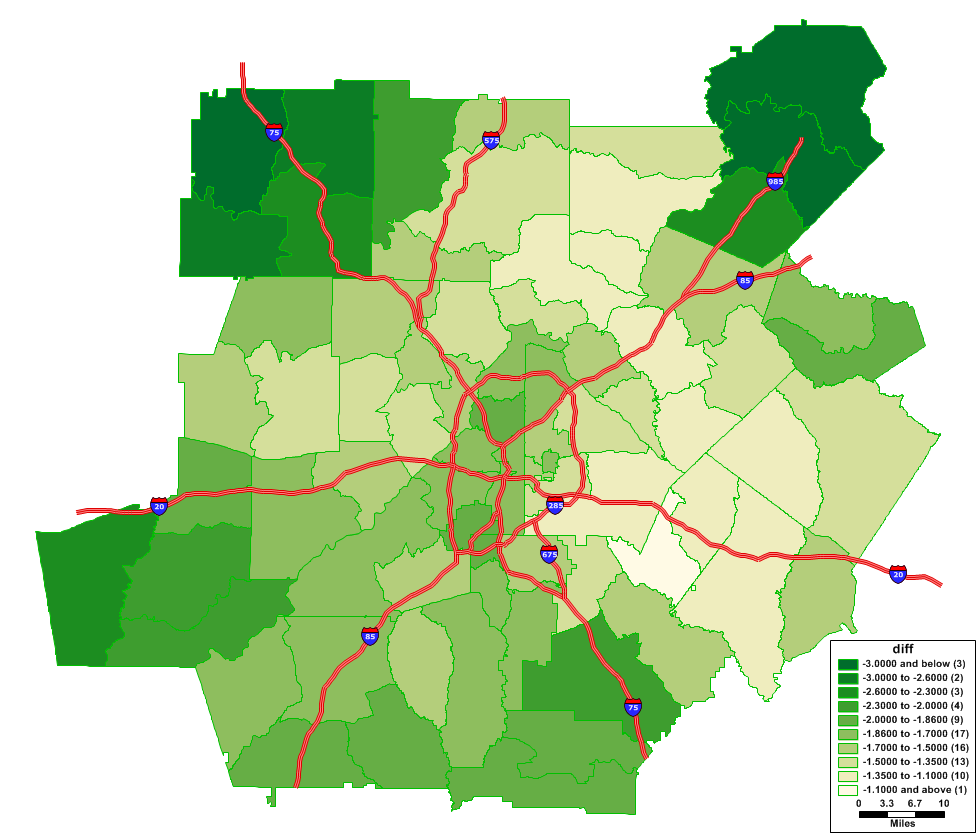 75
575
985
85
20
285
675
20
85
75
diff
-3.0000 and below (3)
-3.0000 to -2.6000 (2)
-2.6000 to -2.3000 (3)
-2.3000 to -2.0000 (4)
-2.0000 to -1.8600 (9)
-1.8600 to -1.7000 (17)
-1.7000 to -1.5000 (16)
-1.5000 to -1.3500 (13)
-1.3500 to -1.1000 (10)
-1.1000 and above (1)
0 3.3 6.7 10
Miles